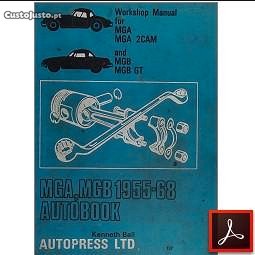 CustoJusto.pt
Workshop Manual
for
MGA
MGA 2CAM
and
MGB
MGB GT
MGA, MGB 1955-68
AUTOBOOK
Kenneth Ball
AUTOPRESS LTD